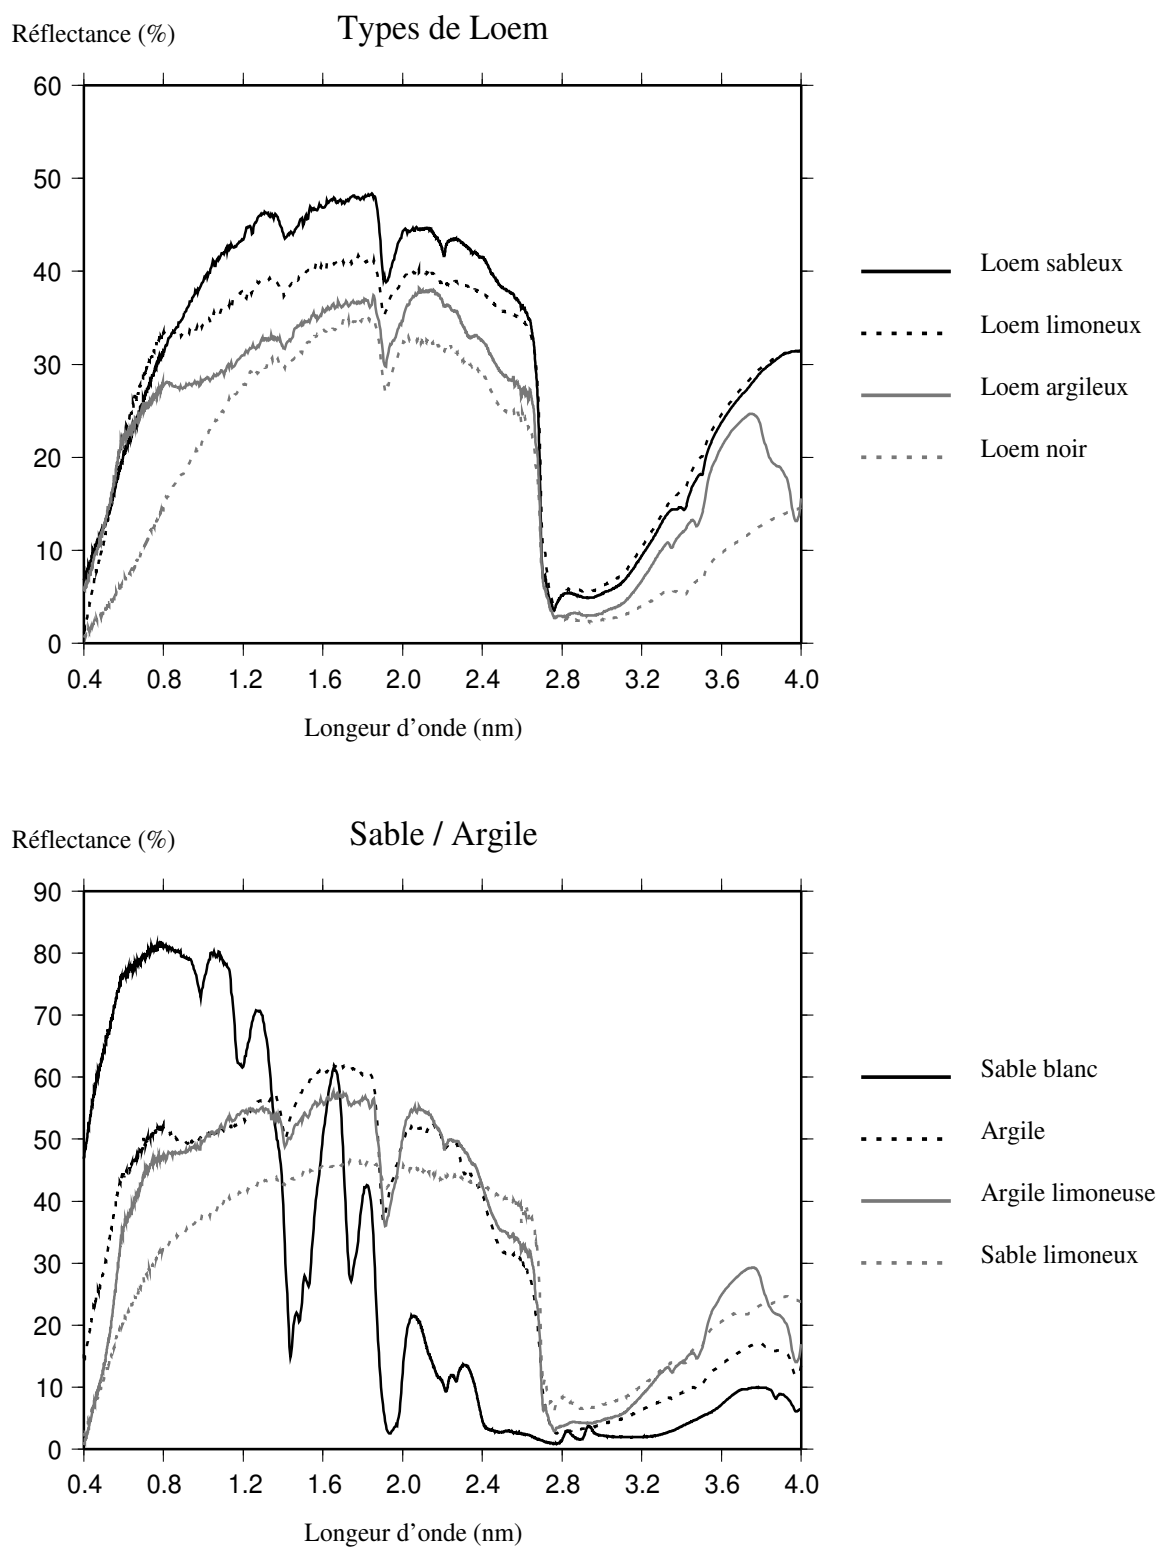 Réflectance (%)
Types de Loem
60
50
40
30
20
10
0
0.4 0.8 1.2 1.6 2.0 2.4 2.8 3.2 3.6 4.0
Longeur d'onde (nm)
Loem sableux
Loem limoneux
Loem argileux
Loem noir
Réflectance (%)
Sable / Argile
90
80
70
60
50
40
30
20
10
0
0.4 0.8 1.2 1.6 2.0 2.4 2.8 3.2 3.6 4.0
Longeur d'onde (nm)
Sable blanc
Argile
Argile limoneuse
Sable limoneux